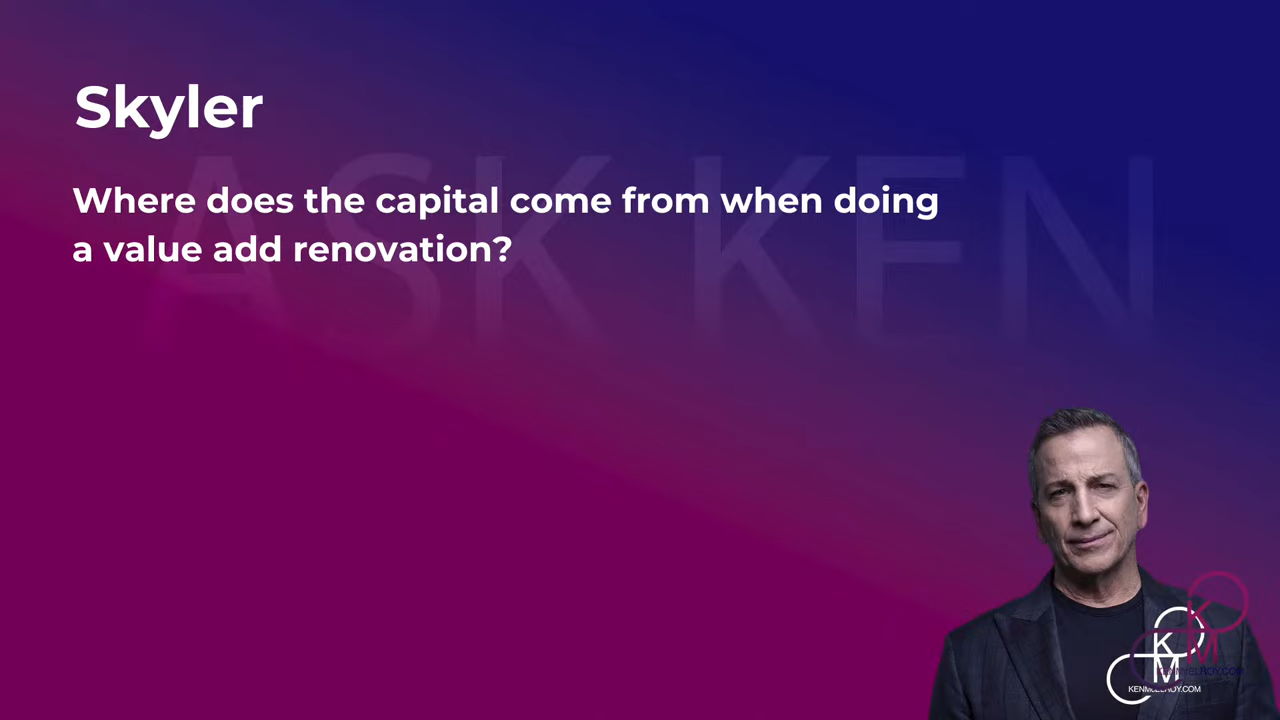 Skyler
Where does the capital come from when doing
a value add renovation?
ASK KEN
K
M
KENMCELROY.COM
K
M